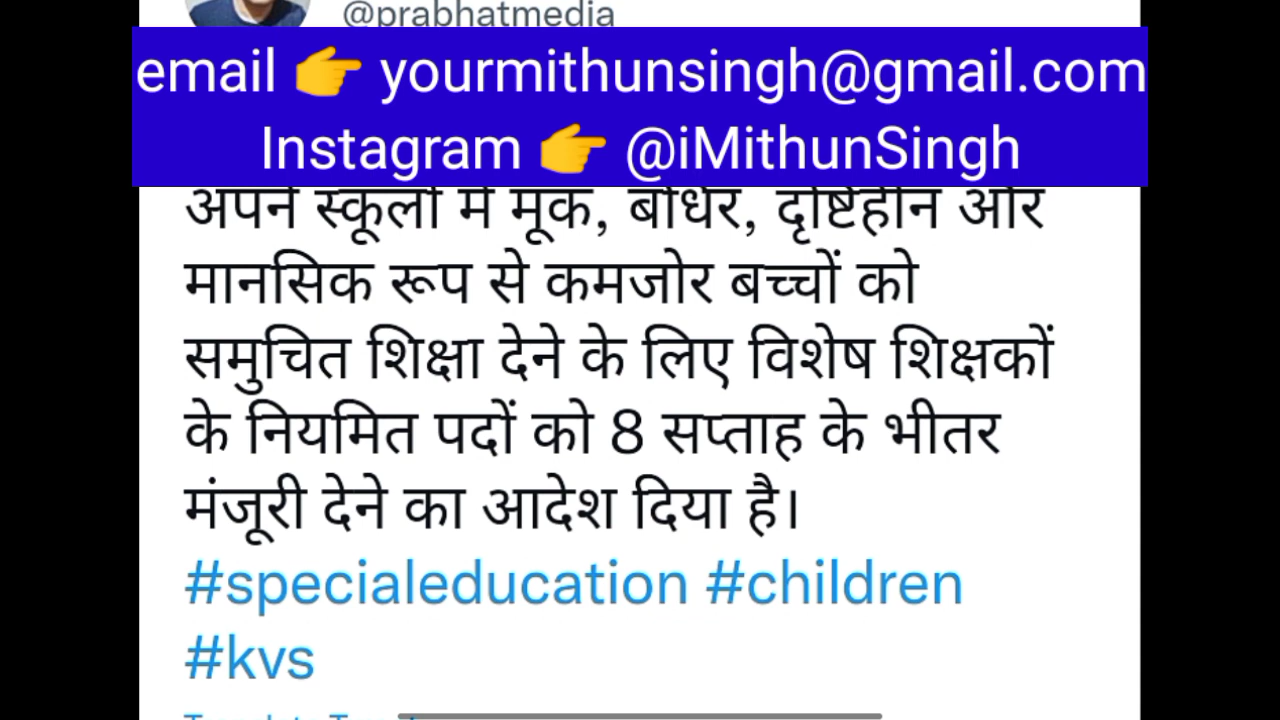 @prabhatmedia
email 👉 yourmithunsingh@gmail.com
Instagram 👉 @iMithunSingh
अपने स्कूलों में मूक, बधिर, दृष्टिहीन और
मानसिक रूप से कमजोर बच्चों को
समुचित शिक्षा देने के लिए विशेष शिक्षकों
के नियमित पदों को 8 सप्ताह के भीतर
मंजूरी देने का आदेश दिया है।
#specialeducation #children
#kvs